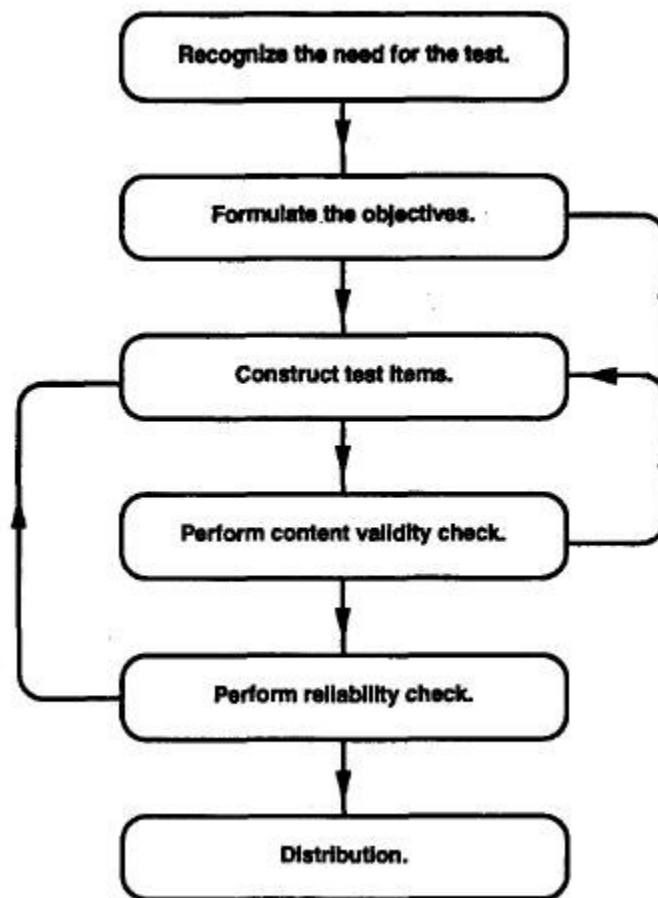 Recognize the need for the test.
Formulate the objectives.
Construct test items.
Perform content validity check.
Perform reliability check.
Distribution.